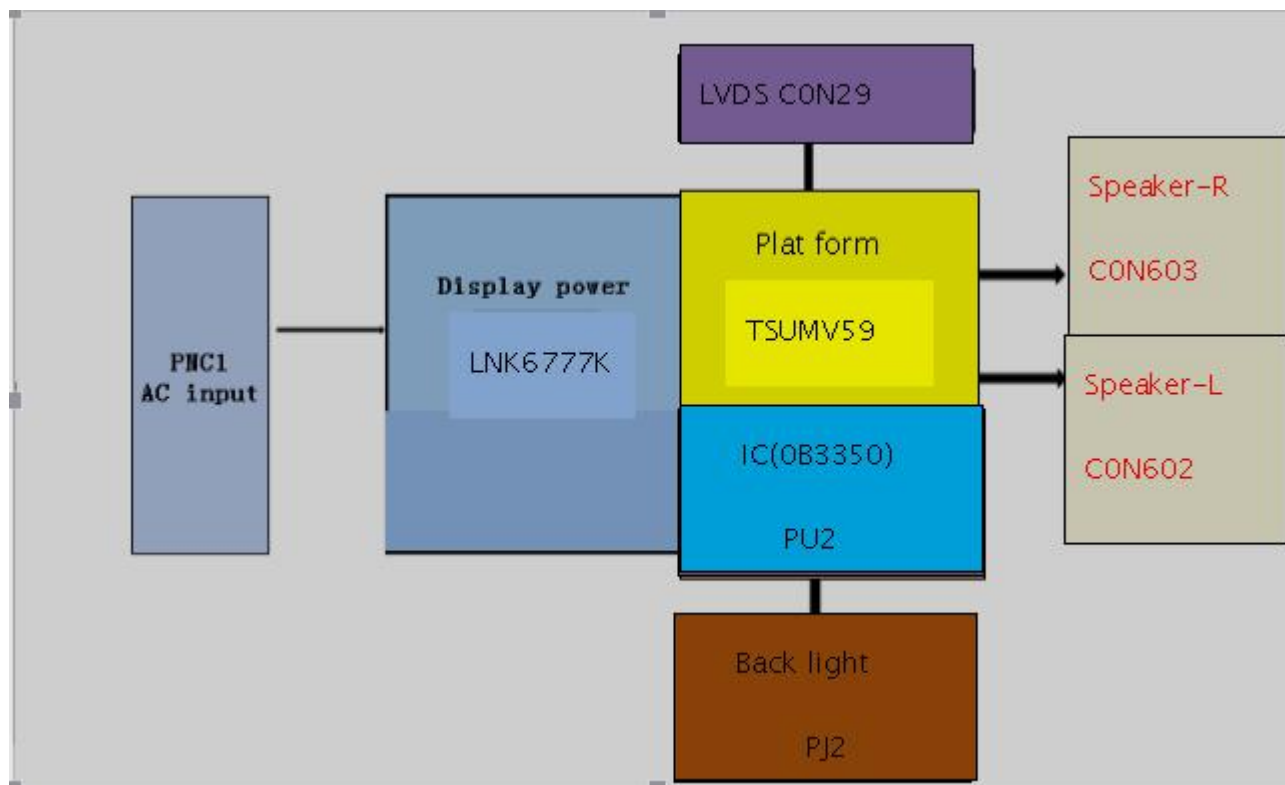 LVDS CON29
Speaker-R
CON603
Plat form
TSUMV59
Display power
LNK6777K
PNC1
AC input
Speaker-L
CON602
IC(OB3350)
PU2
Back light
PJ2